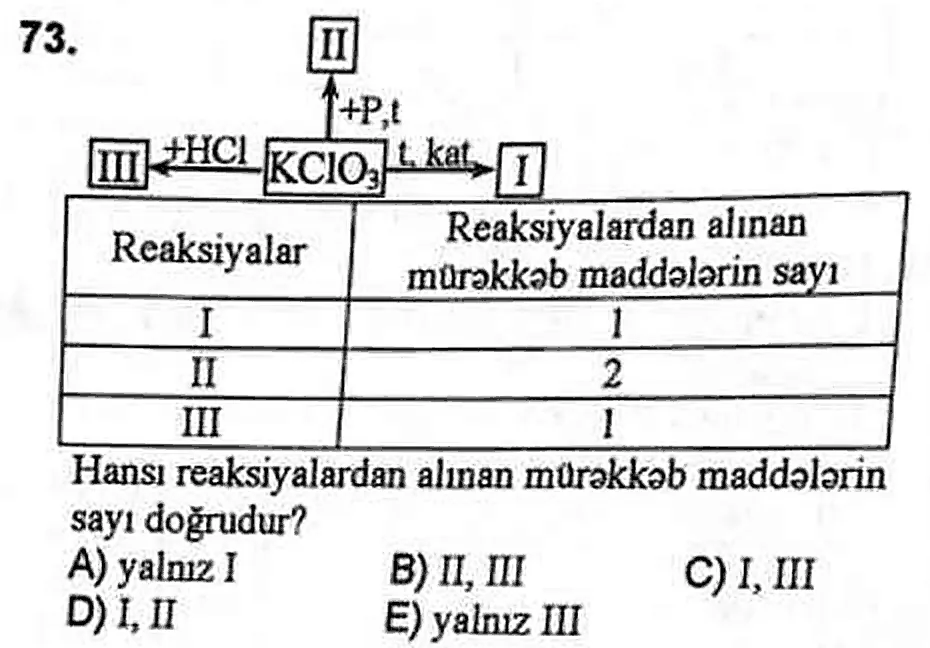 73.
II
+P,t
III +HCl KClO₃ t, kat. I
Reaksiyalar
Reaksiyalardan alınan
mürəkkəb maddələrin sayı
I 1
II 2
III 1
Hansı reaksiyalardan alınan mürəkkəb maddələrin
sayı doğrudur?
A) yalnız I B) II, III C) I, III
D) I, II E) yalnız III